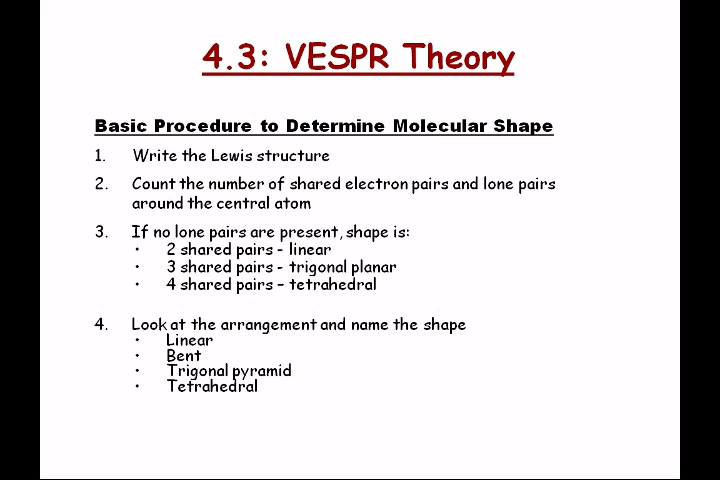 4.3: VESPR Theory
Basic Procedure to Determine Molecular Shape
1. Write the Lewis structure
2. Count the number of shared electron pairs and lone pairs
around the central atom
3. If no lone pairs are present, shape is:
• 2 shared pairs - linear
• 3 shared pairs - trigonal planar
• 4 shared pairs – tetrahedral
4. Look at the arrangement and name the shape
• Linear
• Bent
• Trigonal pyramid
• Tetrahedral